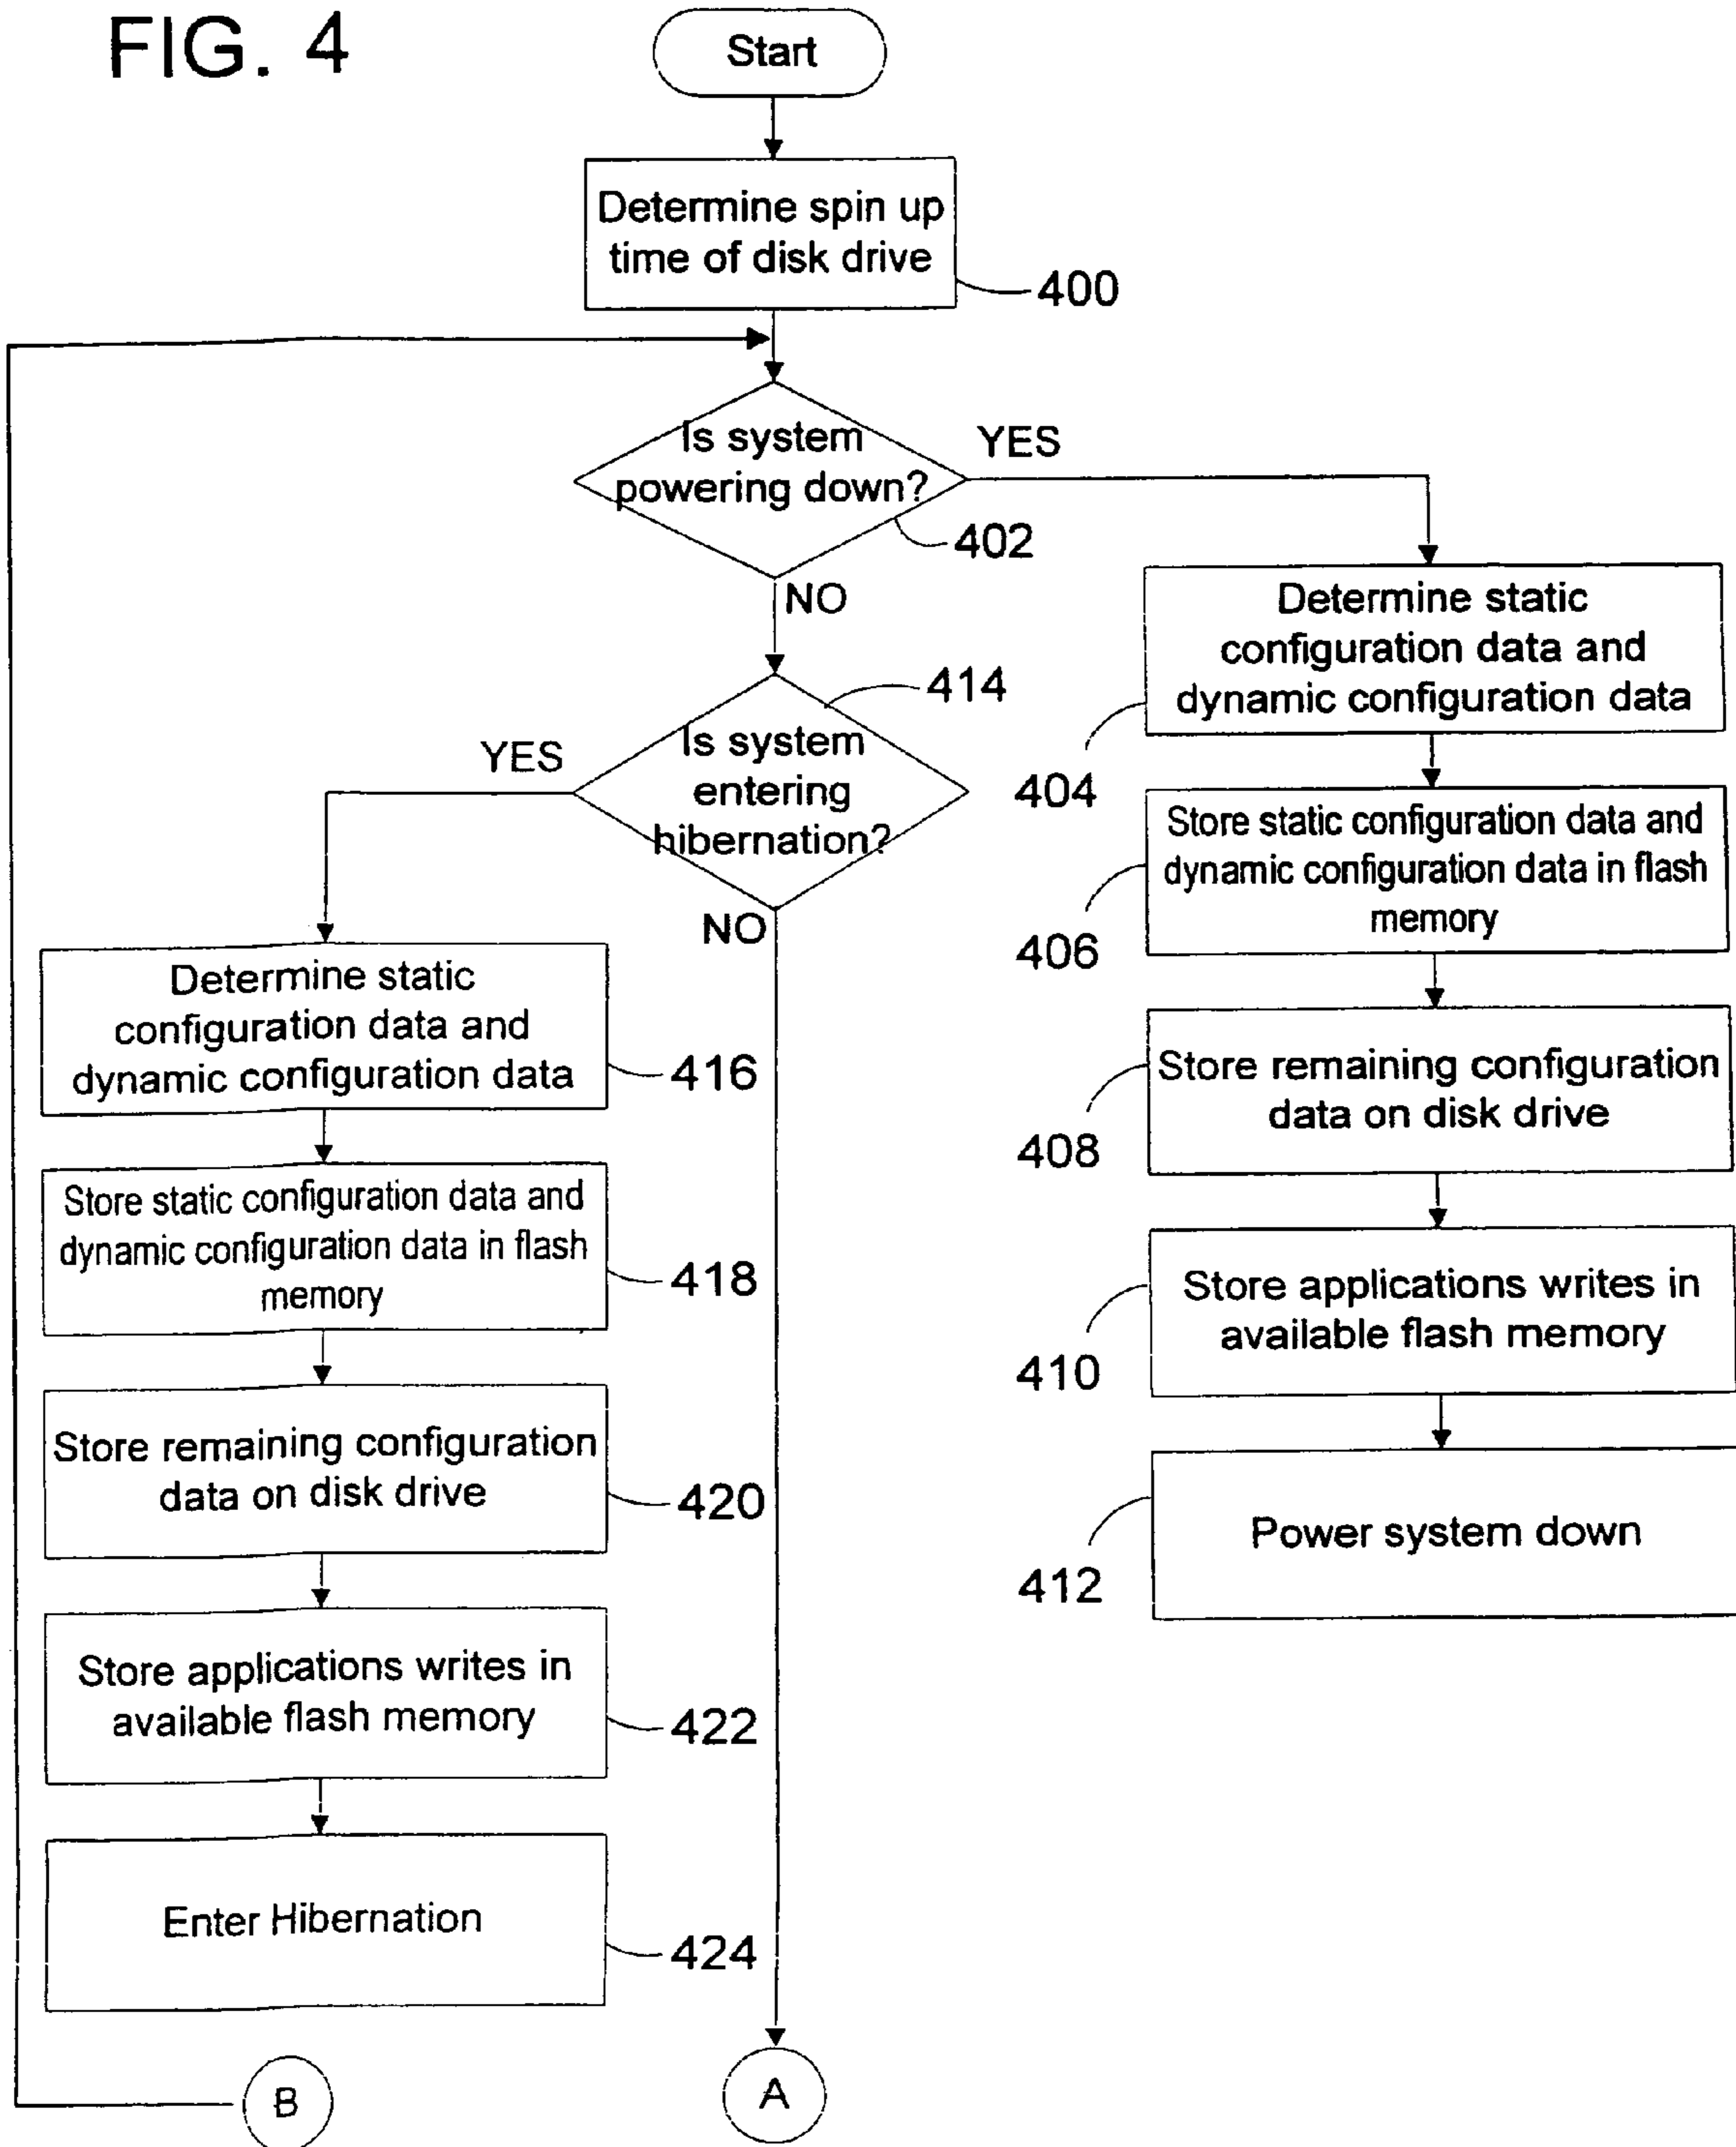 FIG. 4
Start
Determine spin up
time of disk drive
400
Is system
powering down?
YES
402
NO
Determine static
configuration data and
dynamic configuration data
404
Store static configuration data and
dynamic configuration data in flash
memory
406
Store remaining configuration
data on disk drive
408
Store applications writes in
available flash memory
410
Power system down
412
414
Is system
entering
hibernation?
YES
NO
Determine static
configuration data and
dynamic configuration data
416
Store static configuration data and
dynamic configuration data in flash
memory
418
Store remaining configuration
data on disk drive
420
Store applications writes in
available flash memory
422
Enter Hibernation
424
B
A